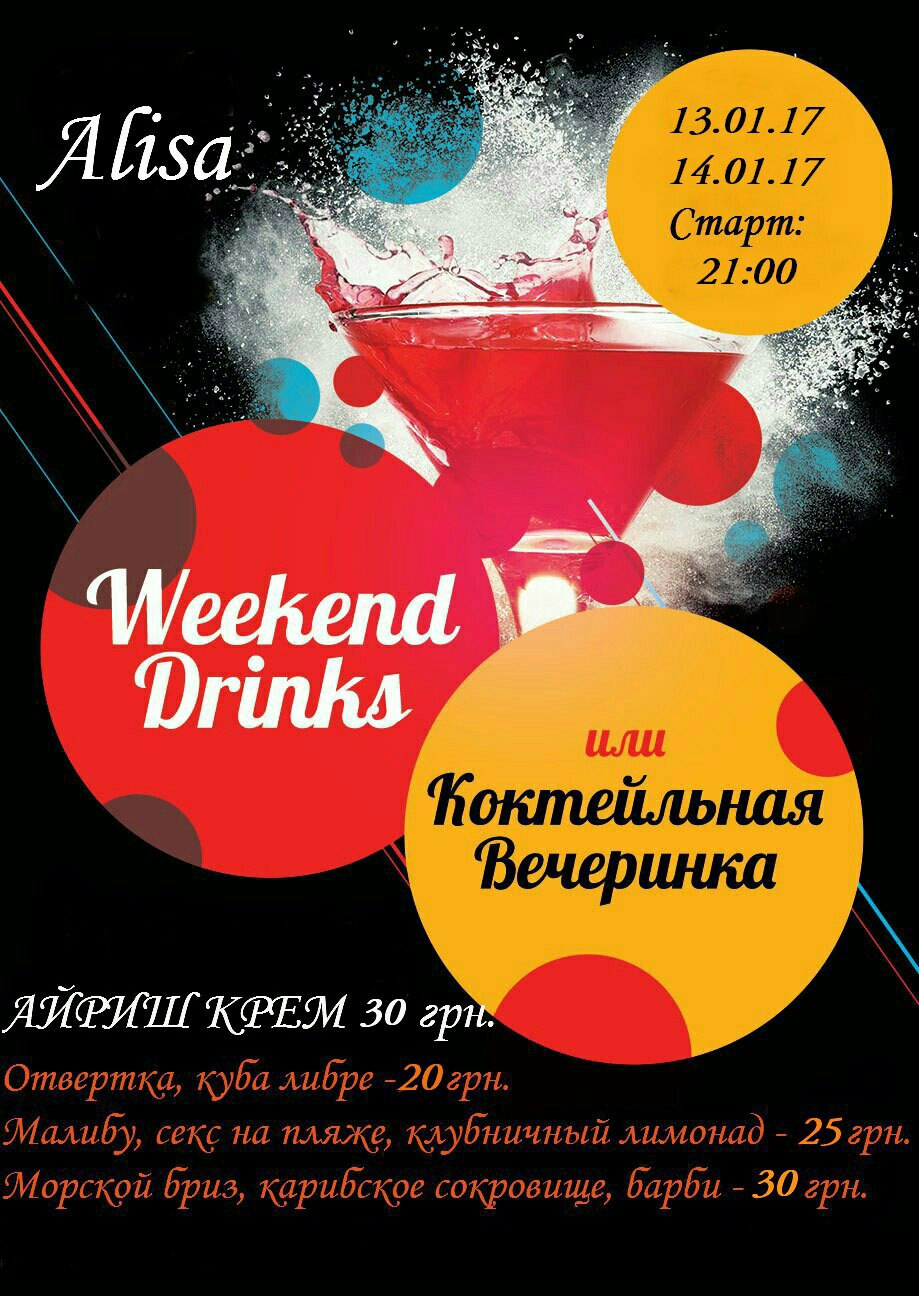 Alisa
13.01.17
14.01.17
Старт:
21:00
Weekend
Drinks
или
Коктейльная
Вечеринка
АЙРИШ КРЕМ 30 грн.
Отвертка, куба либре -20 грн.
Малибу, секс на пляже, клубничный лимонад - 25 грн.
Морской бриз, карибское сокровище, барби - 30 грн.